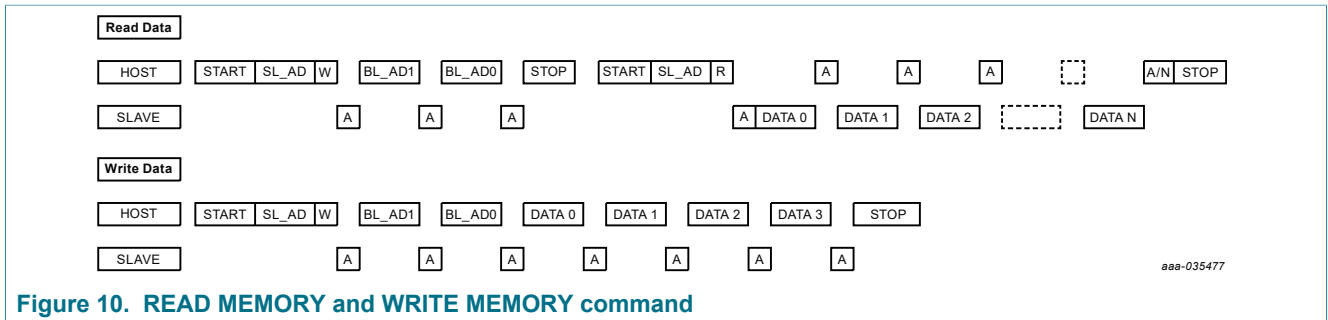 Read Data
HOST START SL_AD W BL_AD1 BL_AD0 STOP START SL_AD R A A A A/N STOP
SLAVE A A A A DATA 0 DATA 1 DATA 2 DATA N
Write Data
HOST START SL_AD W BL_AD1 BL_AD0 DATA 0 DATA 1 DATA 2 DATA 3 STOP
SLAVE A A A A A A A
aaa-035477
Figure 10. READ MEMORY and WRITE MEMORY command